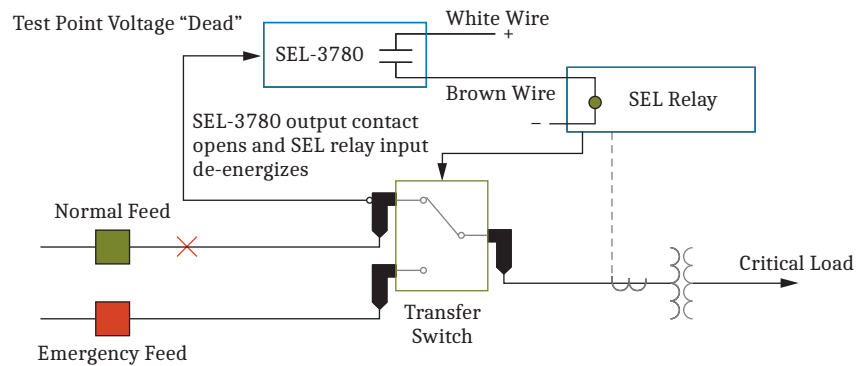 Test Point Voltage “Dead”
White Wire
+
SEL-3780
Brown Wire
SEL Relay
–
SEL-3780 output contact
opens and SEL relay input
de-energizes
Normal Feed
Critical Load
Transfer
Switch
Emergency Feed